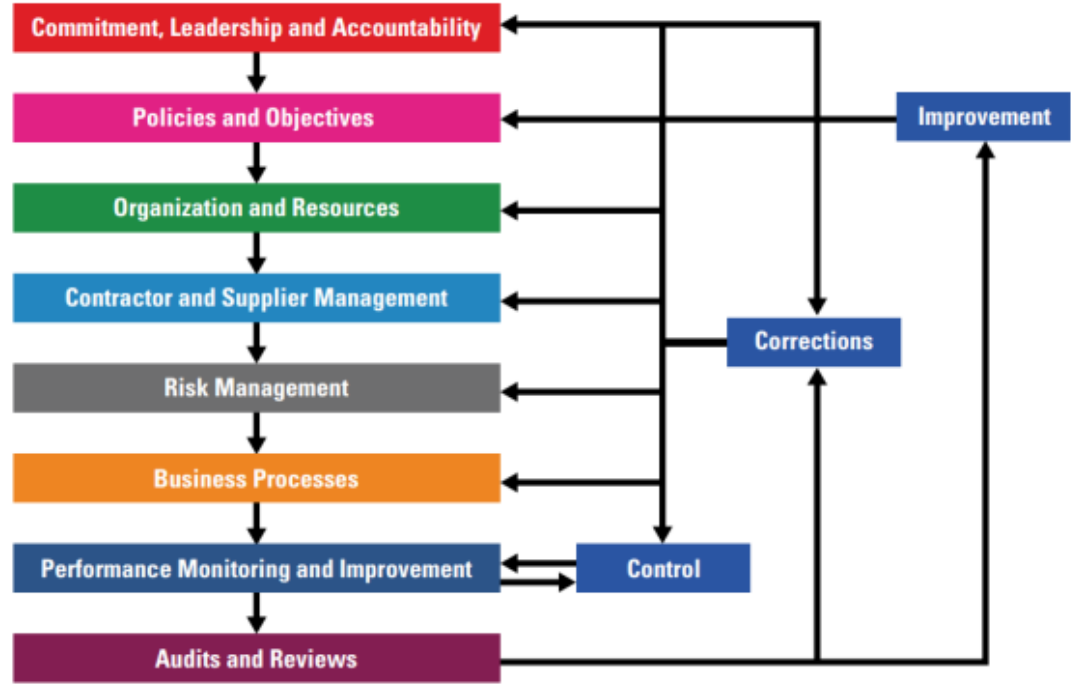 Commitment, Leadership and Accountability
Policies and Objectives
Improvement
Organization and Resources
Contractor and Supplier Management
Corrections
Risk Management
Business Processes
Performance Monitoring and Improvement
Control
Audits and Reviews